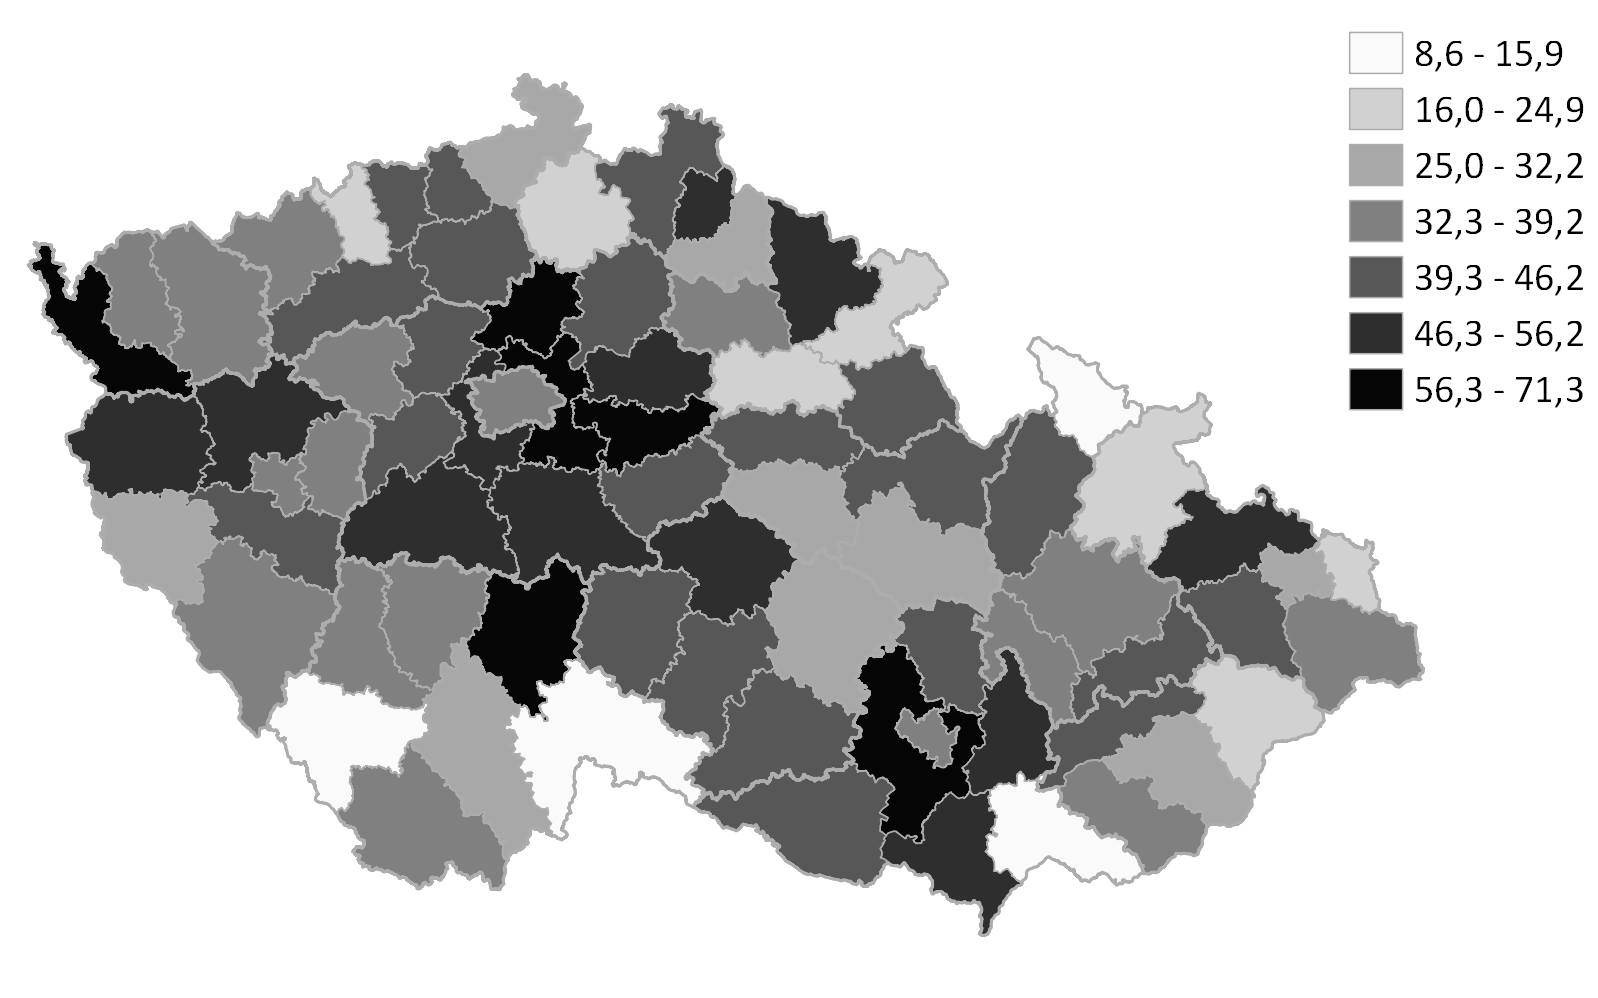 8,6 - 15,9
16,0 - 24,9
25,0 - 32,2
32,3 - 39,2
39,3 - 46,2
46,3 - 56,2
56,3 - 71,3